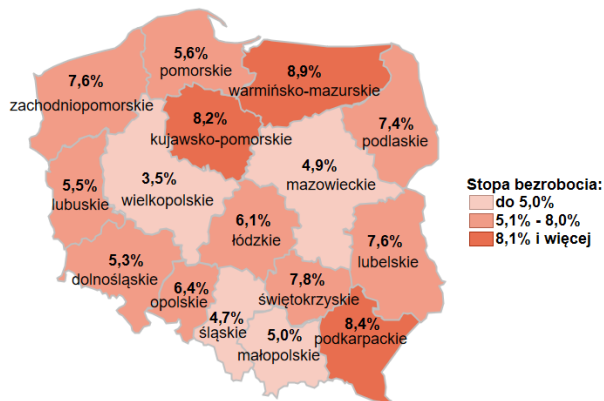 5,6%
pomorskie
8,9%
warmińsko-mazurskie
7,6%
zachodniopomorskie
8,2%
kujawsko-pomorskie
7,4%
podlaskie
4,9%
mazowieckie
3,5%
wielkopolskie
5,5%
lubuskie
6,1%
łódzkie
7,6%
lubelskie
5,3%
dolnośląskie
6,4%
opolskie
7,8%
świętokrzyskie
4,7%
śląskie
5,0%
małopolskie
8,4%
podkarpackie
Stopa bezrobocia:
do 5,0%
5,1% - 8,0%
8,1% i więcej